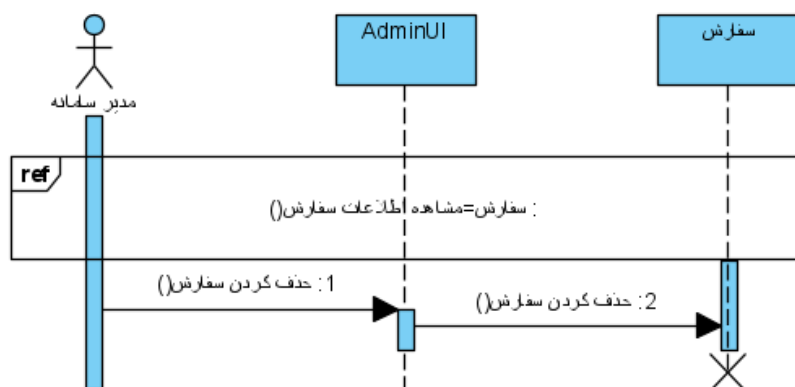 AdminUI
سفارش
مدیر سامانه
ref
: سفارش=مشاهده اطلاعات سفارش()
1: حذف کردن سفارش()
2: حذف کردن سفارش()